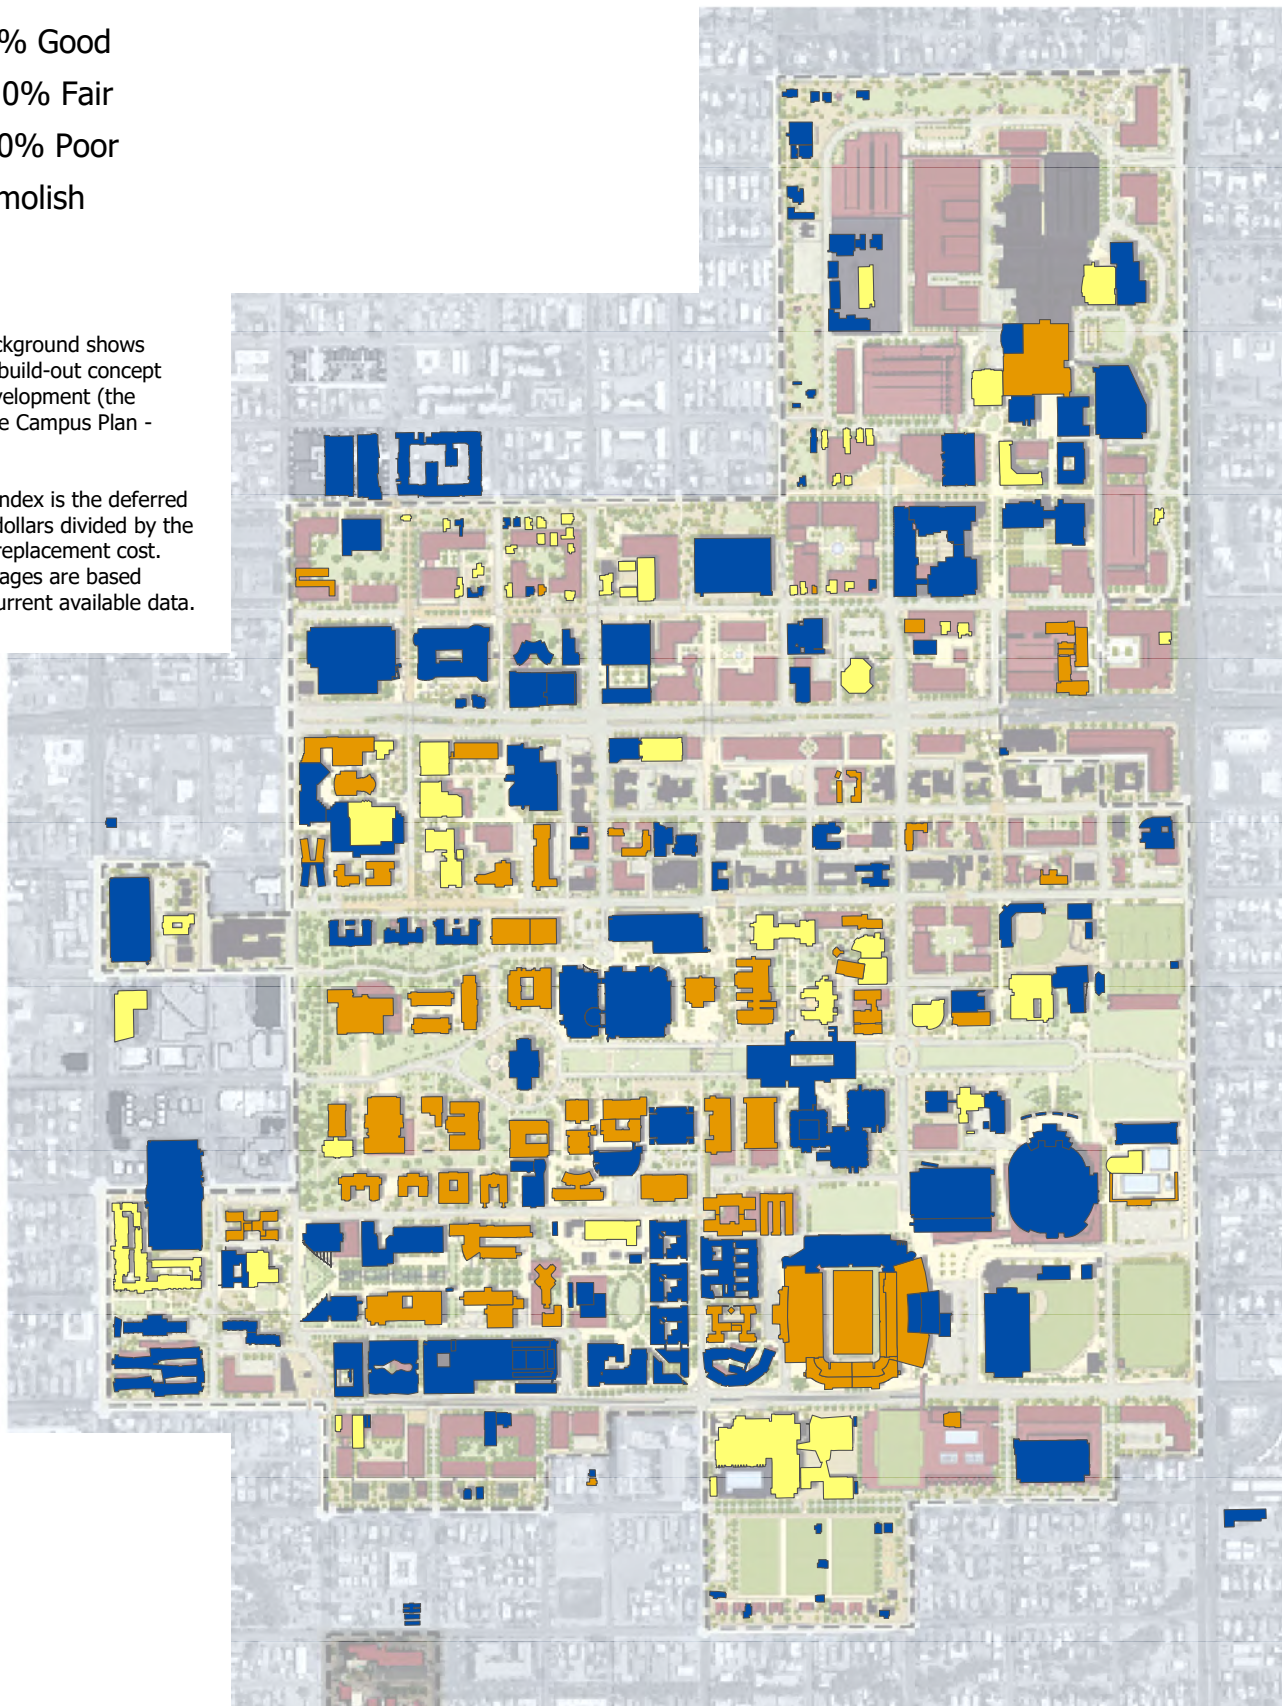 % Good
0% Fair
0% Poor
molish
ckground shows
build-out concept
velopment (the
e Campus Plan -
ndex is the deferred
dollars divided by the
replacement cost.
ages are based
urrent available data.